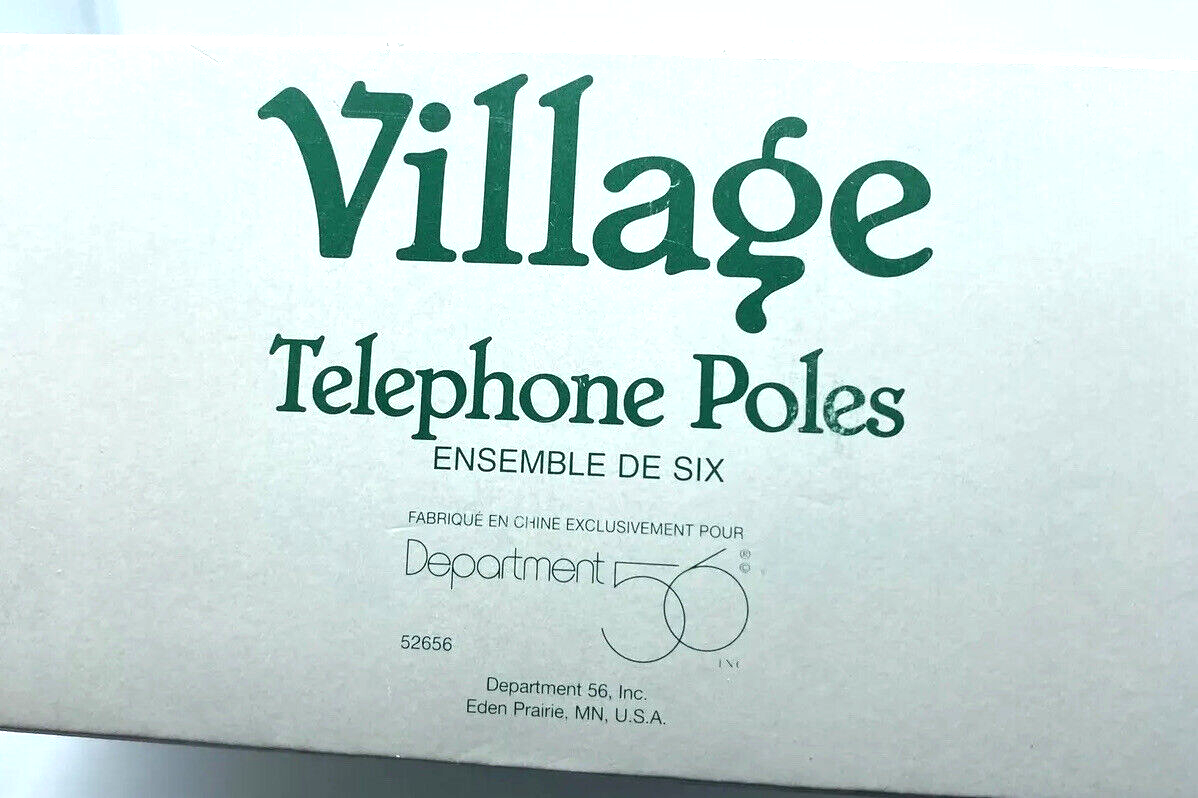 Village
Telephone Poles
ENSEMBLE DE SIX
FABRIQUÉ EN CHINE EXCLUSIVEMENT POUR
Department 56 ®
©
INC
52656
Department 56, Inc.
Eden Prairie, MN, U.S.A.